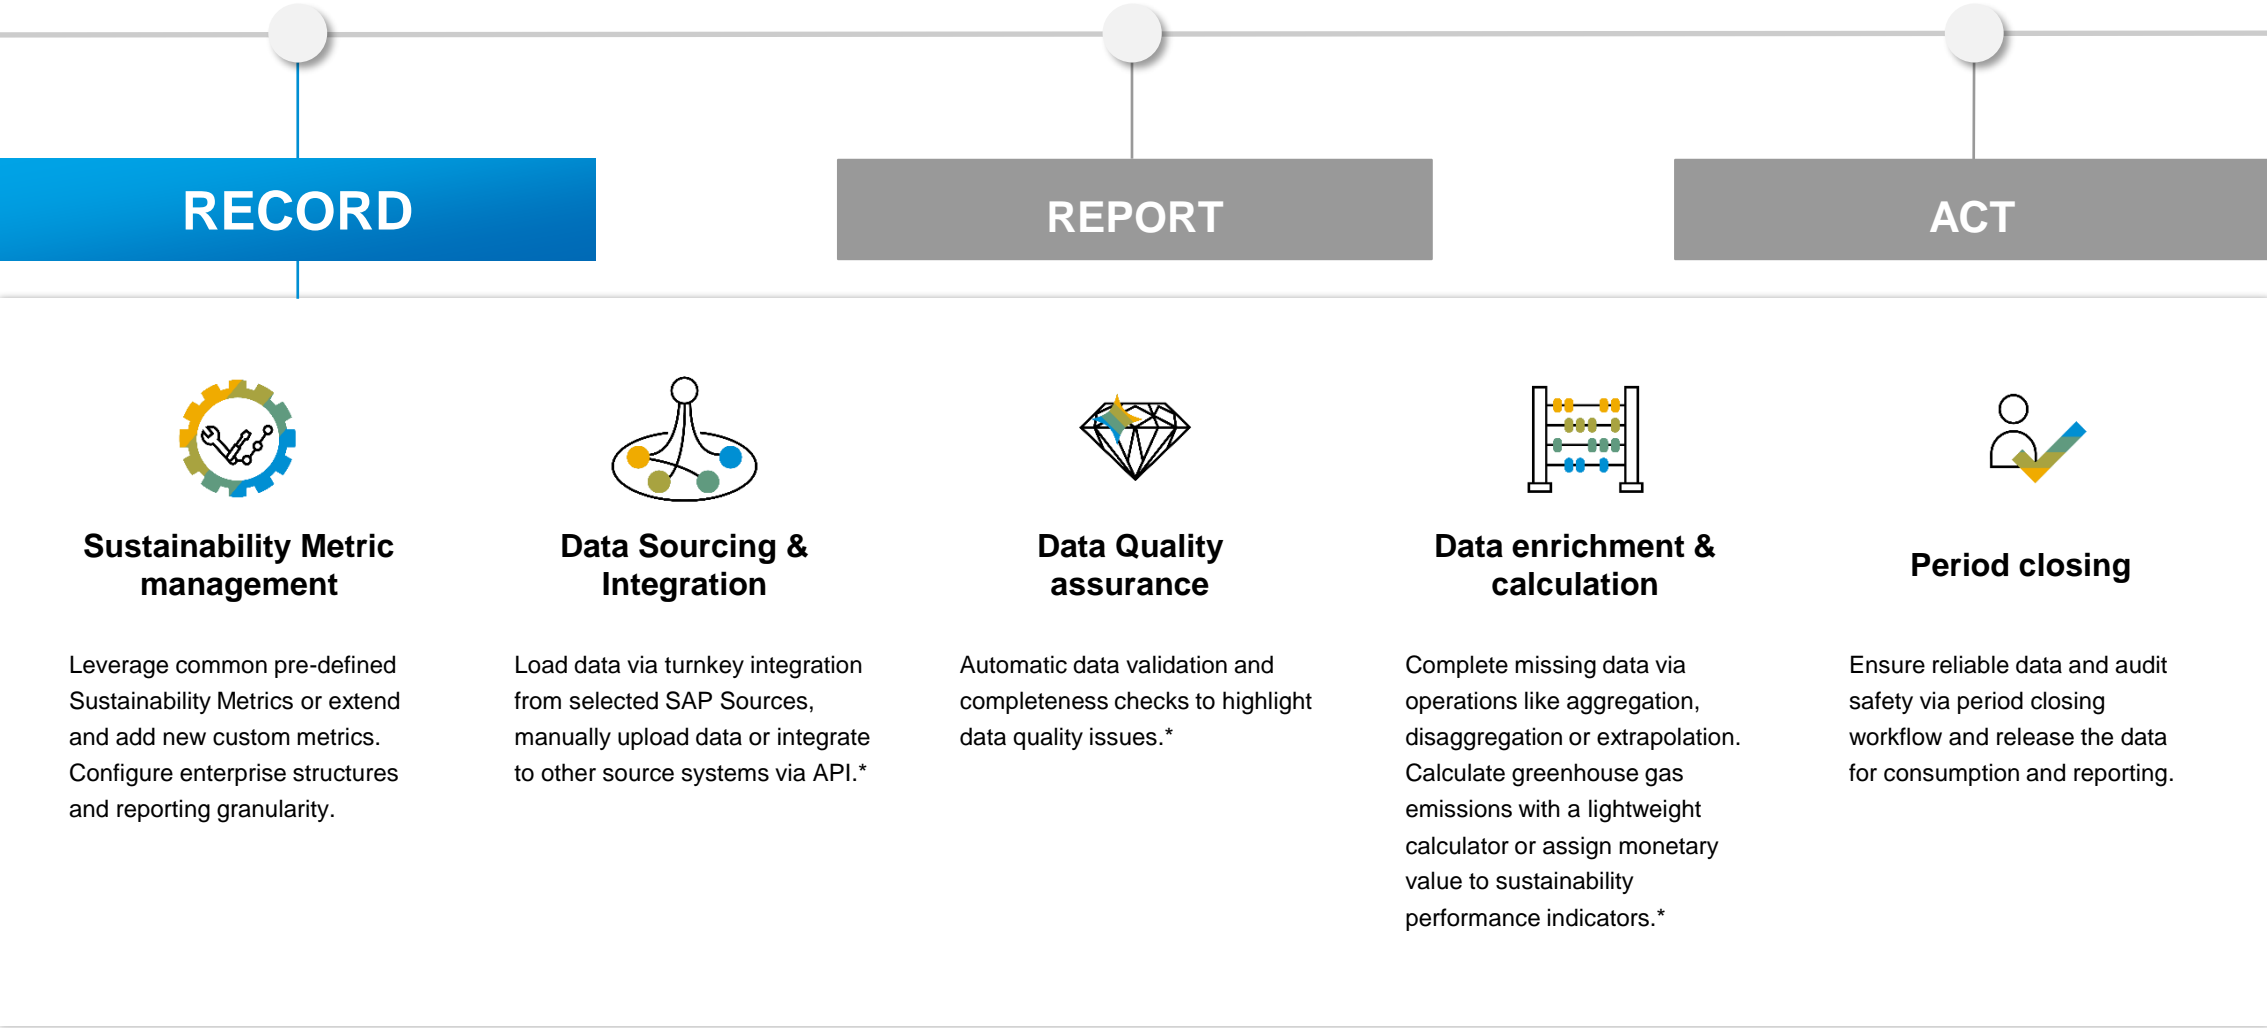 RECORD
REPORT
ACT
Sustainability Metric
management
Leverage common pre-defined
Sustainability Metrics or extend
and add new custom metrics.
Configure enterprise structures
and reporting granularity.
Data Sourcing &
Integration
Load data via turnkey integration
from selected SAP Sources,
manually upload data or integrate
to other source systems via API.*
Data Quality
assurance
Automatic data validation and
completeness checks to highlight
data quality issues.*
Data enrichment &
calculation
Complete missing data via
operations like aggregation,
disaggregation or extrapolation.
Calculate greenhouse gas
emissions with a lightweight
calculator or assign monetary
value to sustainability
performance indicators.*
Period closing
Ensure reliable data and audit
safety via period closing
workflow and release the data
for consumption and reporting.